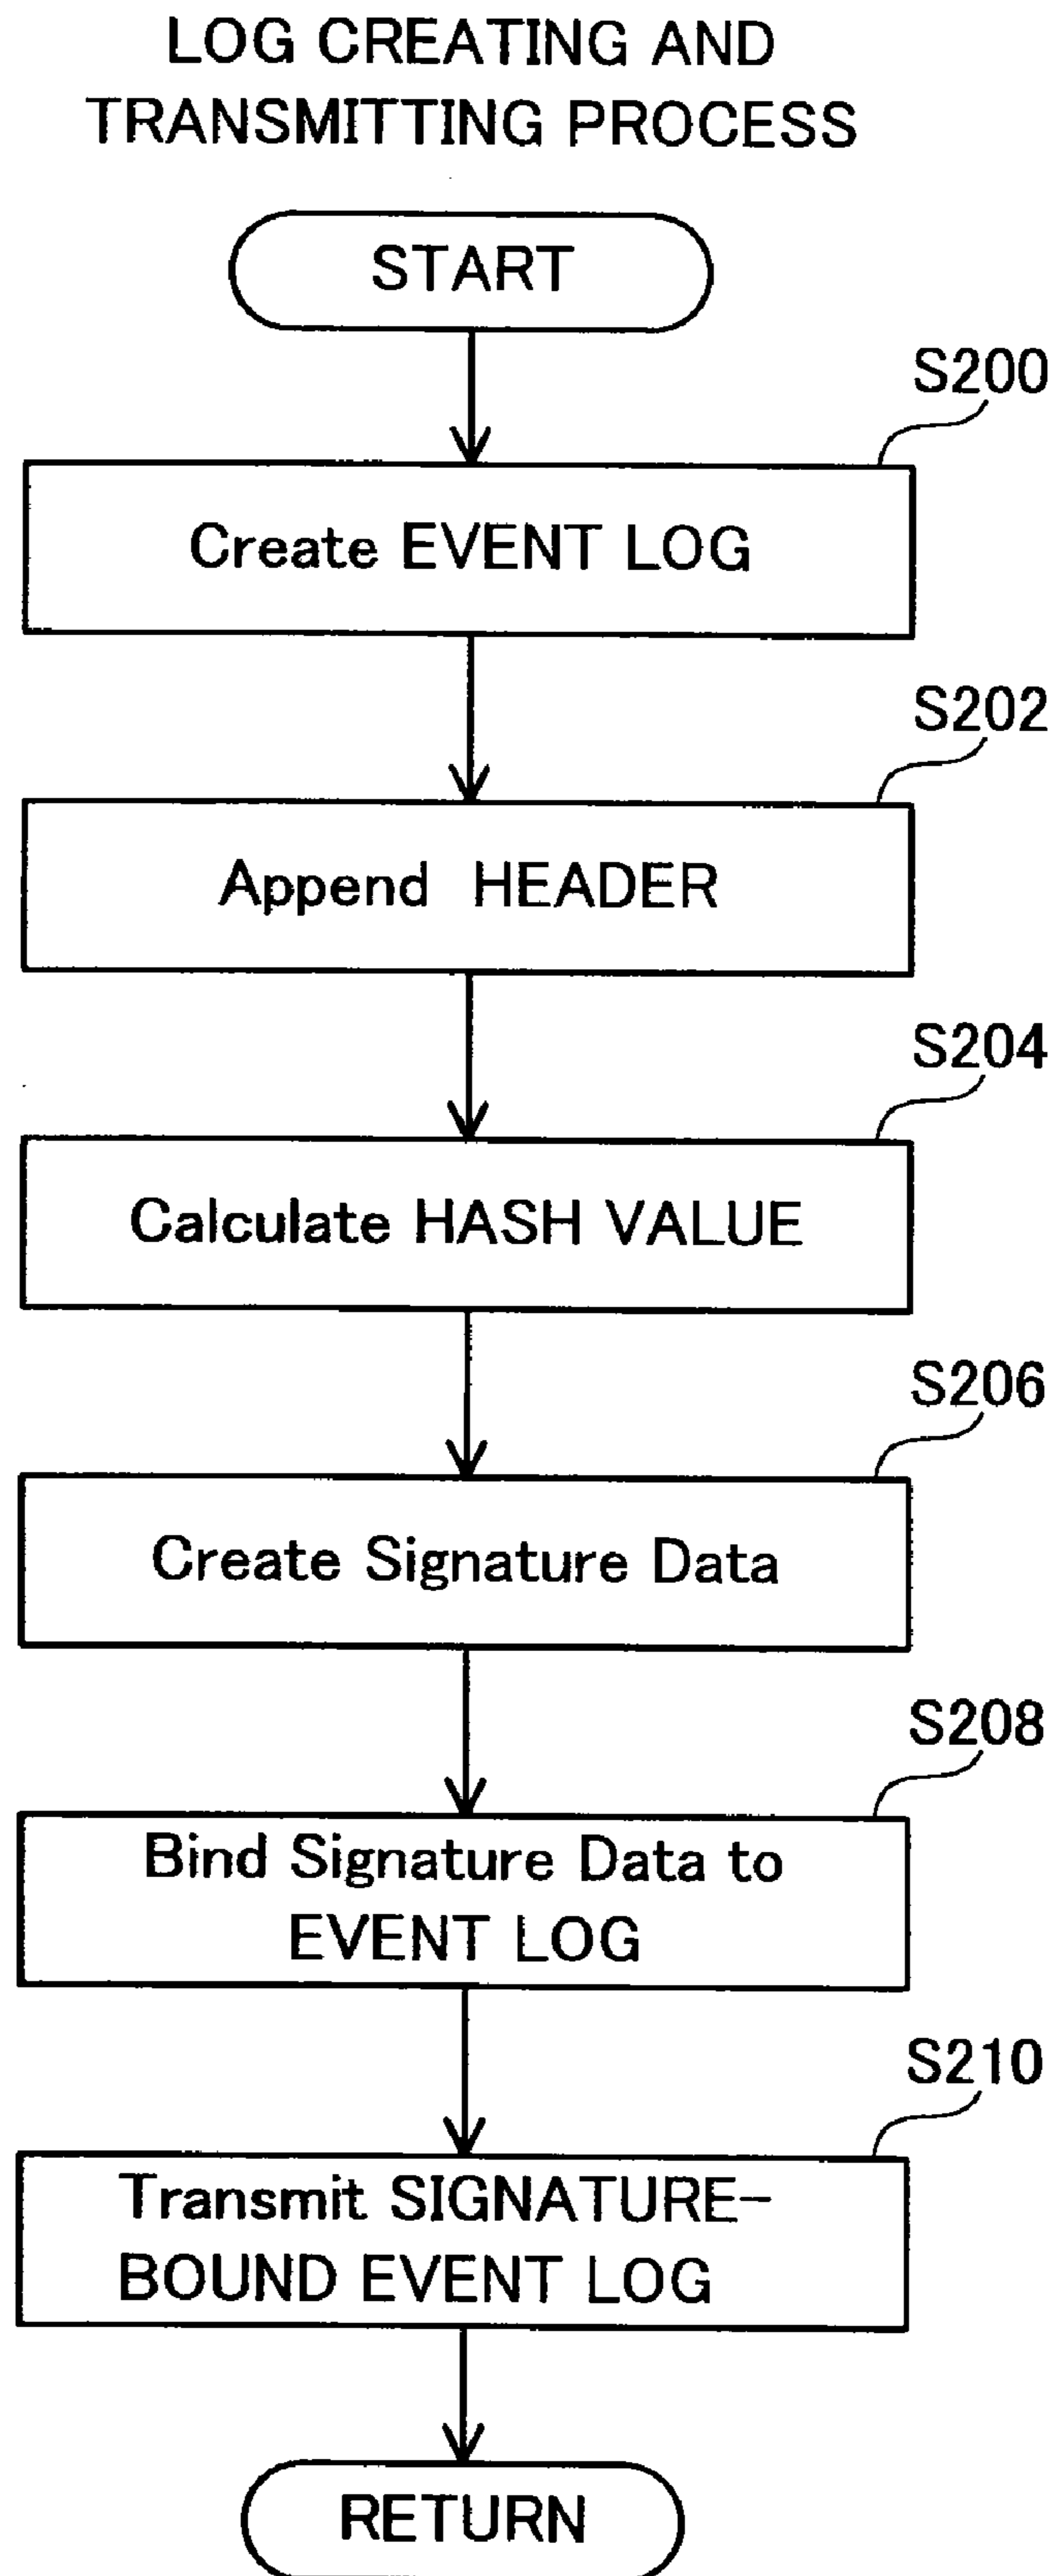 LOG CREATING AND
TRANSMITTING PROCESS
START
S200
Create EVENT LOG
S202
Append HEADER
S204
Calculate HASH VALUE
S206
Create Signature Data
S208
Bind Signature Data to
EVENT LOG
S210
Transmit SIGNATURE-
BOUND EVENT LOG
RETURN